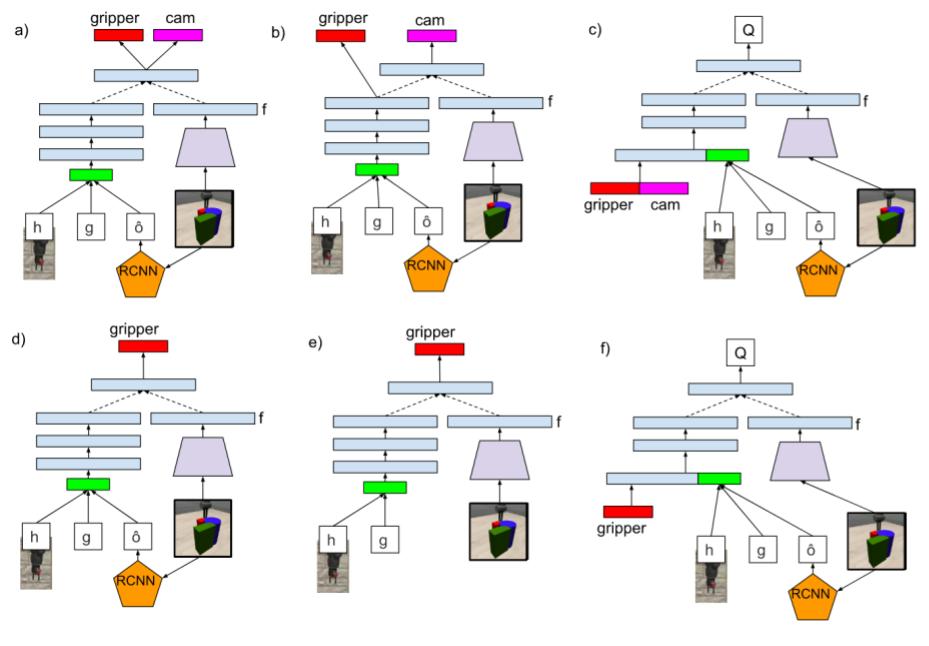 a)
gripper cam
f
h g ô
RCNN
b)
gripper cam
f
h g ô
RCNN
c)
Q
f
gripper cam
h g ô
RCNN
d)
gripper
f
h g ô
RCNN
e)
gripper
f
h g
f)
Q
f
gripper
h g ô
RCNN